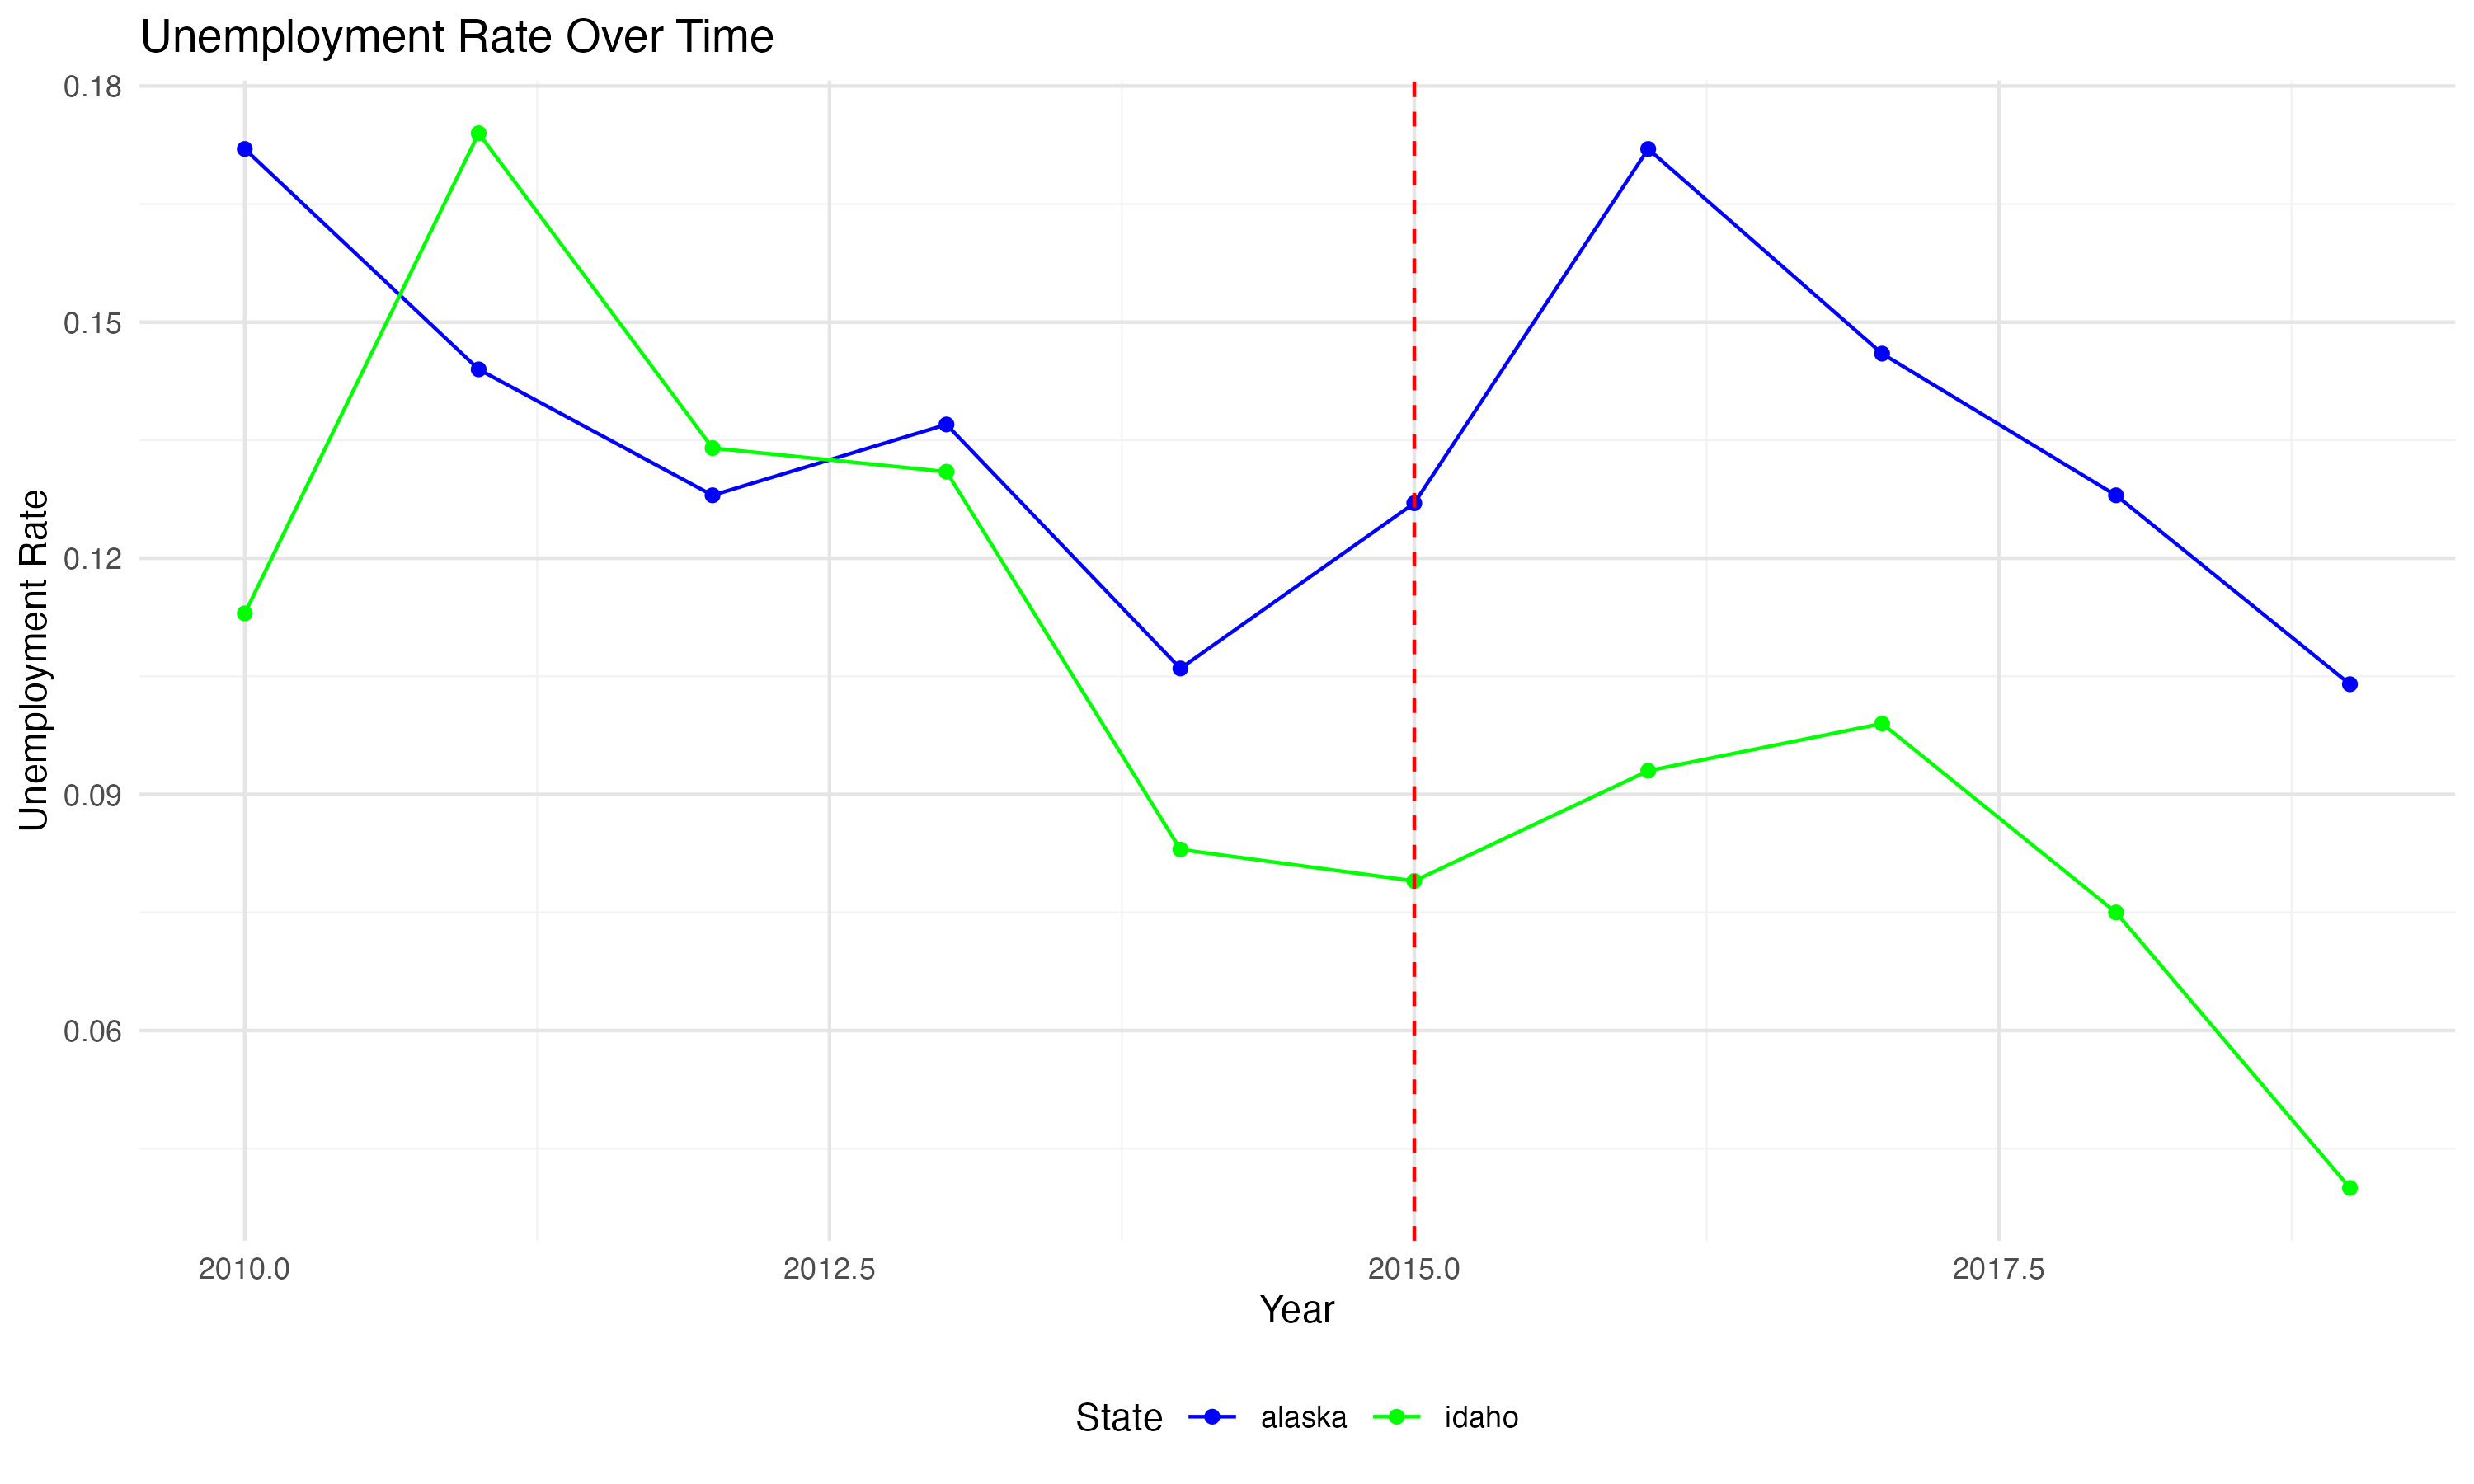 Unemployment Rate Over Time
Unemployment Rate
0.18
0.15
0.12
0.09
0.06
2010.0 2012.5 2015.0 2017.5
Year
State alaska idaho